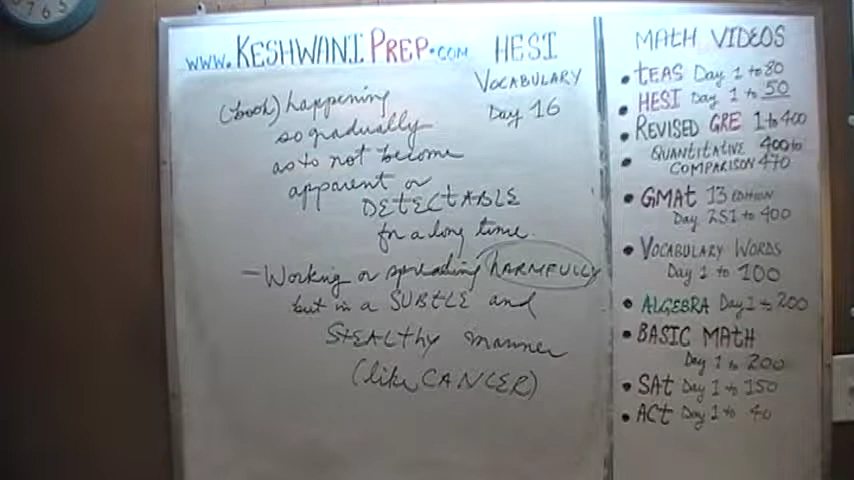 www.KESHWANIPREP.com
HESI
VOCABULARY
Day 16
(book) happening
so gradually
as to not become
apparent or
DETECTABLE
for a long time.
- Working or spreading HARMFULLY
but in a SUBTLE and
STEALTHY manner
(like CANCER)
MATH VIDEOS
• TEAS Day 1 to 80
• HESI Day 1 to 50
• REVISED GRE 1 to 400
• QUANTITATIVE 400 to
COMPARISON 470
• GMAT 13 EDITION
Day 251 to 400
• VOCABULARY WORDS
Day 1 to 100
• ALGEBRA Day 1 to 200
• BASIC MATH
Day 1 to 200
• SAT Day 1 to 150
• ACT Day 1 to 40
7 6 5